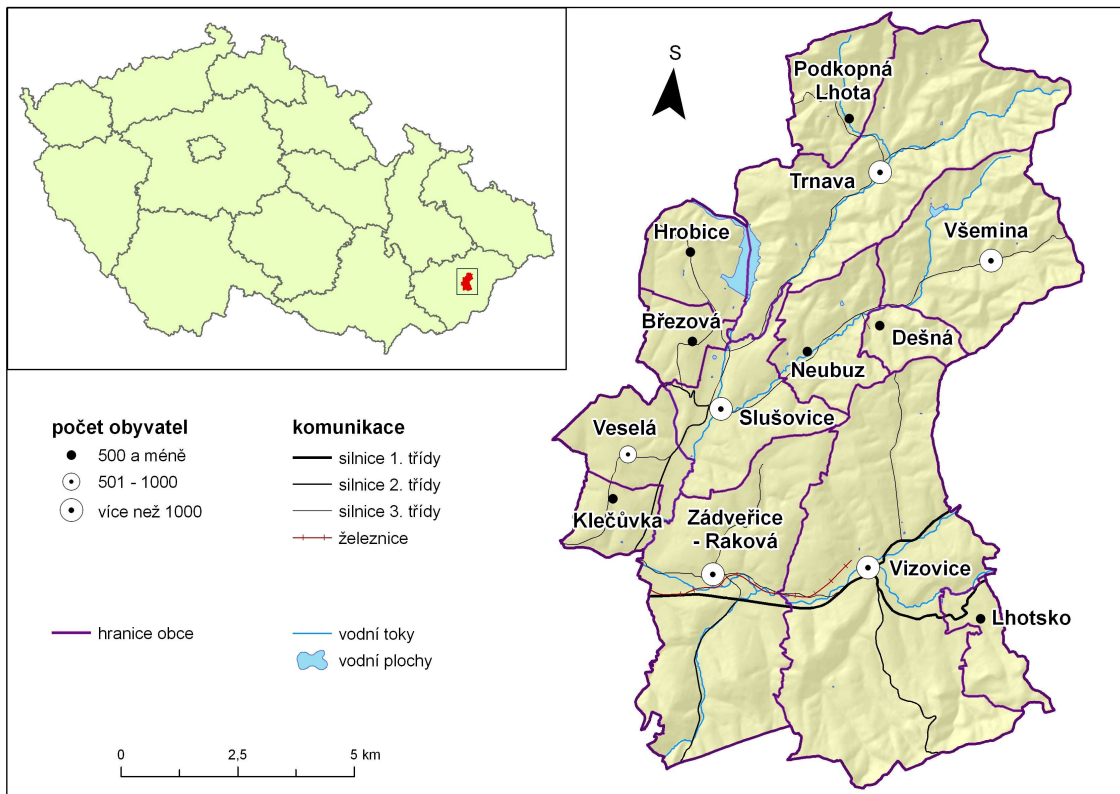 S
Podkopná
Lhota
Trnava
Hrobice
Všemina
Březová
Dešná
Neubuz
Slušovice
Veselá
Klečůvka
Zádveřice
- Raková
Vizovice
Lhotsko
počet obyvatel
500 a méně
501 - 1000
více než 1000
komunikace
silnice 1. třídy
silnice 2. třídy
silnice 3. třídy
železnice
hranice obce
vodní toky
vodní plochy
0 2,5 5 km